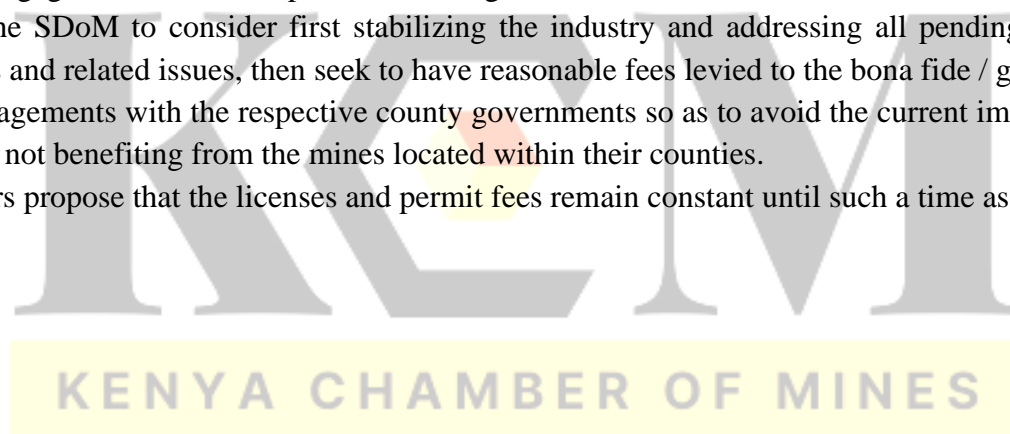 he SDoM to consider first stabilizing the industry and addressing all pending
and related issues, then seek to have reasonable fees levied to the bona fide / g
agements with the respective county governments so as to avoid the current im
not benefiting from the mines located within their counties.
rs propose that the licenses and permit fees remain constant until such a time as
KCM
KENYA CHAMBER OF MINES